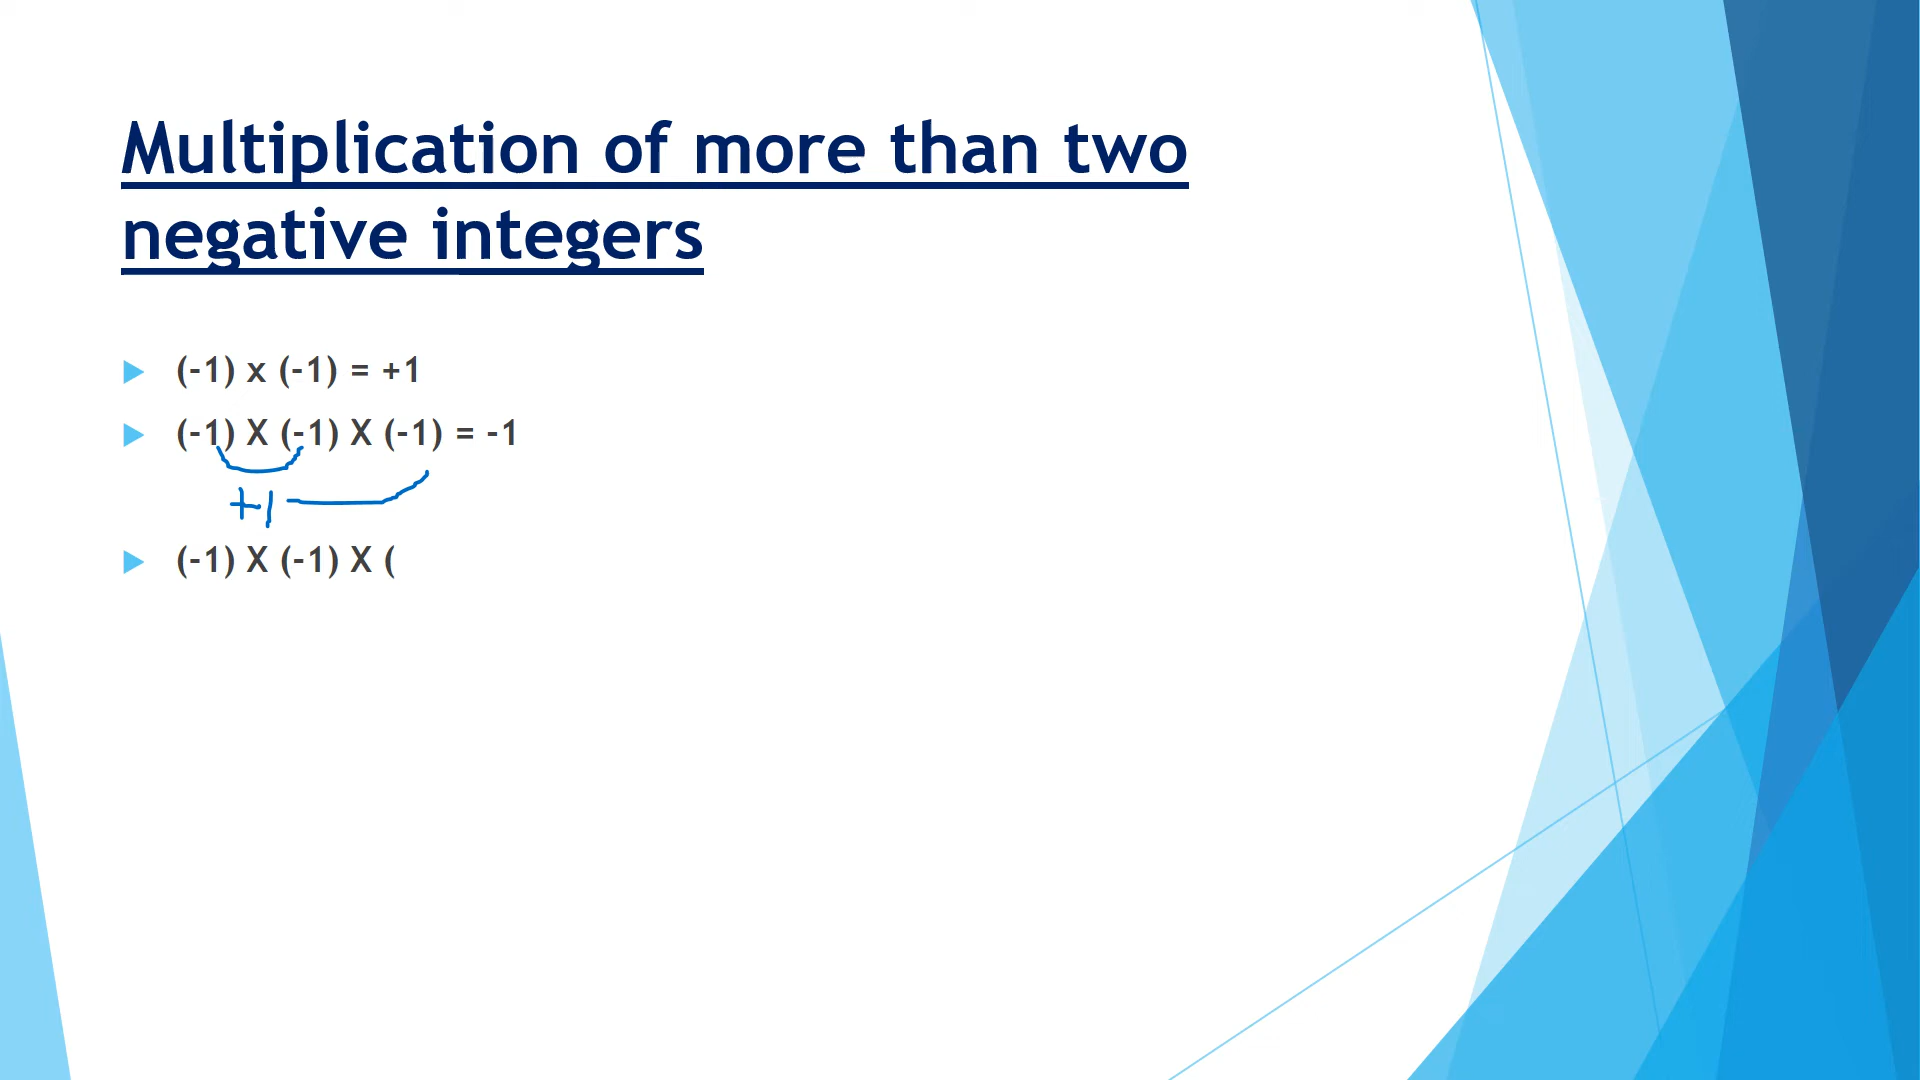 Multiplication of more than two
negative integers
(-1) x (-1) = +1
(-1) X (-1) X (-1) = -1
+1
(-1) X (-1) X (